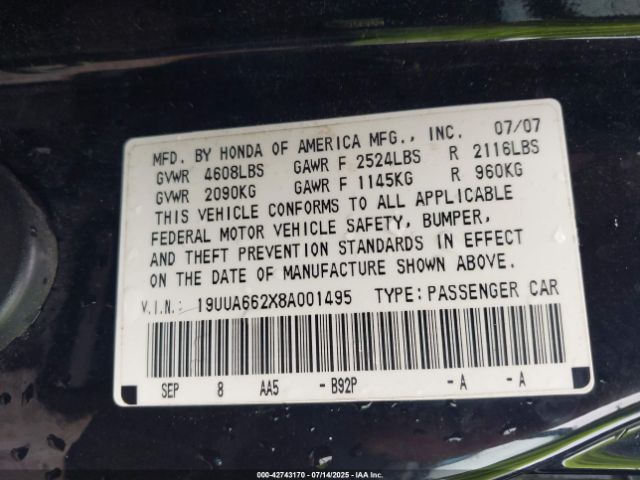 MFD. BY HONDA OF AMERICA MFG., INC. 07/07
GVWR 4608LBS GAWR F 2524LBS R 2116LBS
GVWR 2090KG GAWR F 1145KG R 960KG
THIS VEHICLE CONFORMS TO ALL APPLICABLE
FEDERAL MOTOR VEHICLE SAFETY, BUMPER,
AND THEFT PREVENTION STANDARDS IN EFFECT
ON THE DATE OF MANUFACTURE SHOWN ABOVE.
V.I.N.: 19UUA662X8A001495 TYPE: PASSENGER CAR
SEP 8 AA5 -B92P -A -A
000-42743170 07/14/2025 IAA Inc.